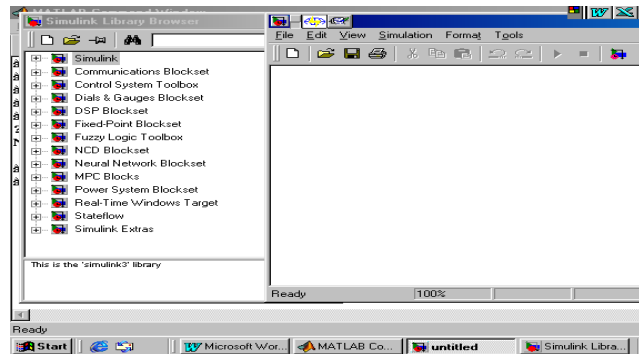 MATLAB Command Window
Simulink Library Browser
File Edit View Simulation Format Tools
Simulink
Communications Blockset
Control System Toolbox
Dials & Gauges Blockset
DSP Blockset
Fixed-Point Blockset
Fuzzy Logic Toolbox
NCD Blockset
Neural Network Blockset
MPC Blocks
Power System Blockset
Real-Time Windows Target
Stateflow
Simulink Extras
This is the 'simulink3' library
Ready 100%
Ready
Start Microsoft Wor... MATLAB Co... untitled Simulink Libra...